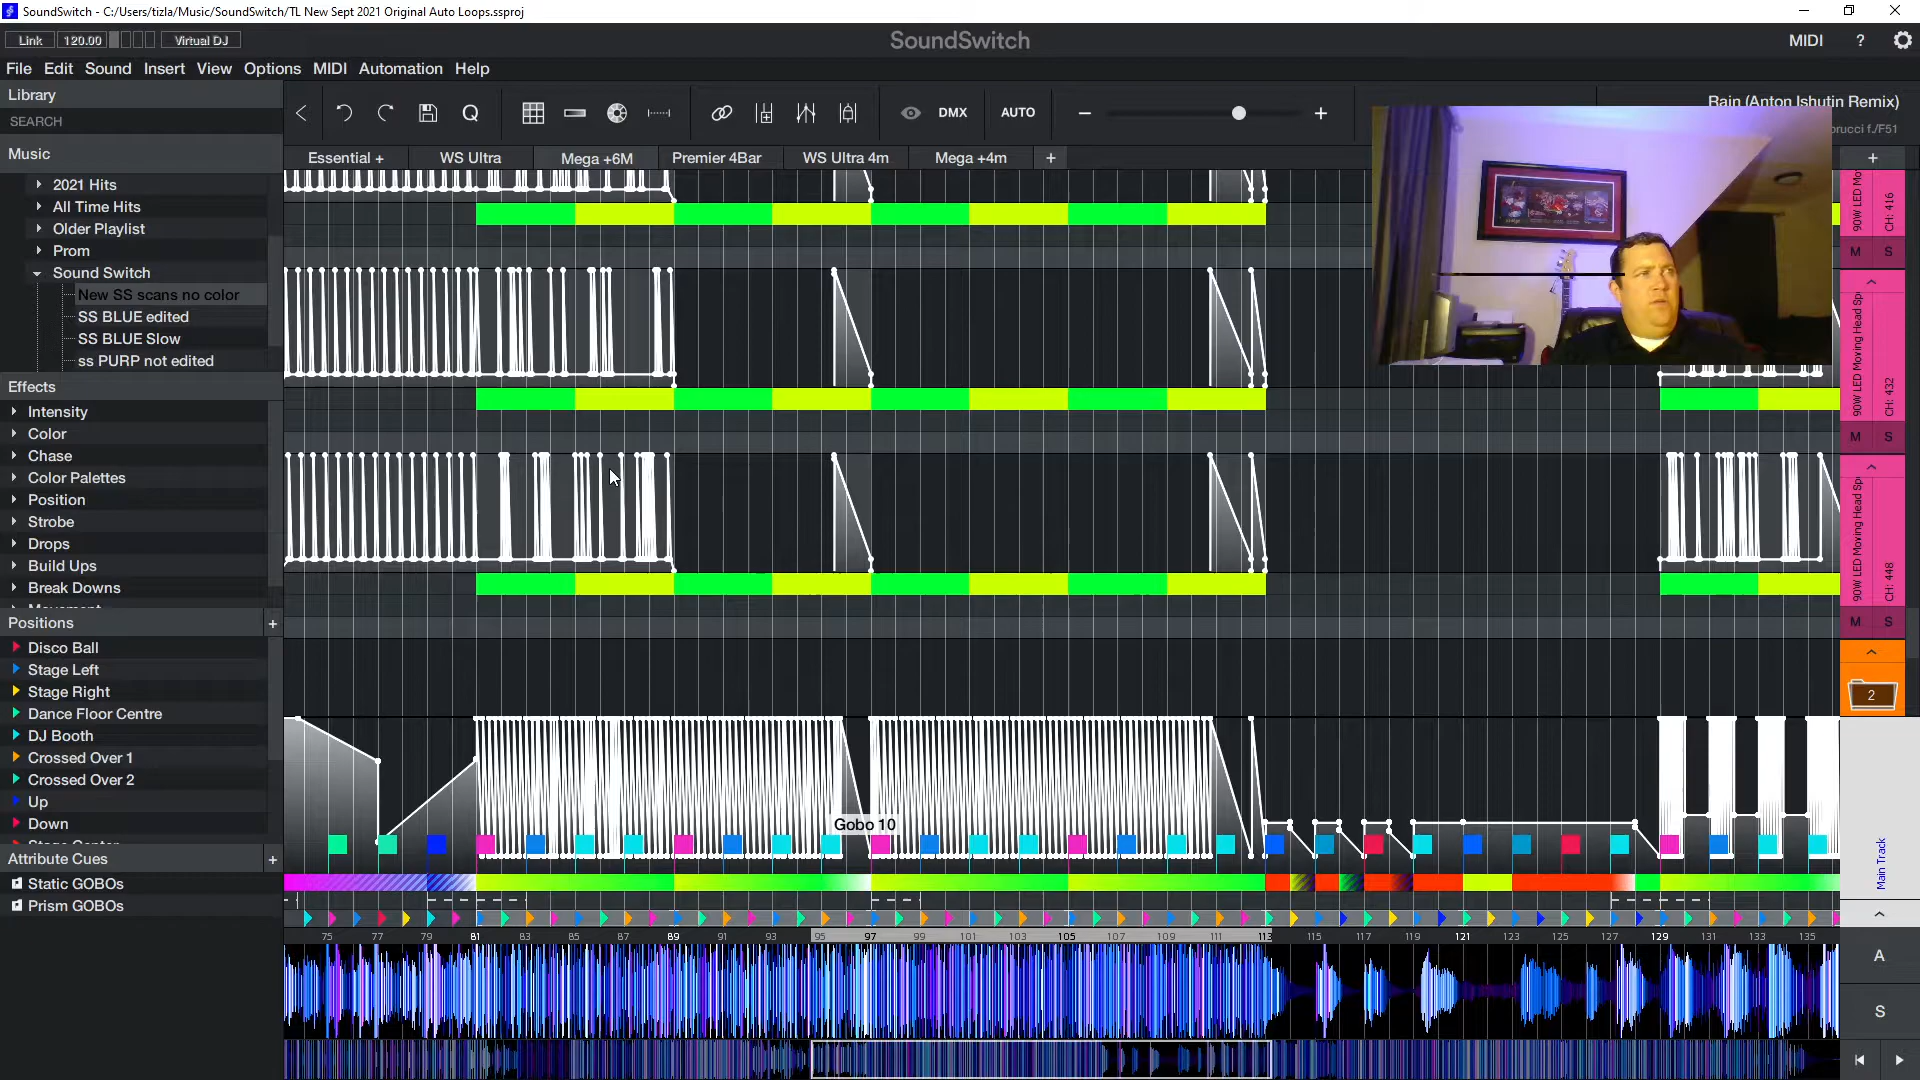 SoundSwitch - C:/Users/tizla/Music/SoundSwitch/TL New Sept 2021 Original Auto Loops.ssproj
Link 120.00 Virtual DJ
SoundSwitch
MIDI ?
File Edit Sound Insert View Options MIDI Automation Help
Library
SEARCH
Music
2021 Hits
All Time Hits
Older Playlist
Prom
Sound Switch
New SS scans no color
SS BLUE edited
SS BLUE Slow
ss PURP not edited
Effects
Intensity
Color
Chase
Color Palettes
Position
Strobe
Drops
Build Ups
Break Downs
Positions +
Disco Ball
Stage Left
Stage Right
Dance Floor Centre
DJ Booth
Crossed Over 1
Crossed Over 2
Up
Down
Attribute Cues +
Static GOBOs
Prism GOBOs
Q DMX AUTO − +
Rain (Anton Ishutin Remix)
orucci f./F51
Essential + WS Ultra Mega +6M Premier 4Bar WS Ultra 4m Mega +4m + +
90W LED Mov CH: 416
M S
90W LED Moving Head Sp CH: 432
M S
90W LED Moving Head Sp CH: 448
M S
2
Gobo 10
Main Track
75 77 79 81 83 85 87 89 91 93 95 97 99 101 103 105 107 109 111 113 115 117 119 121 123 125 127 129 131 133 135
A
S